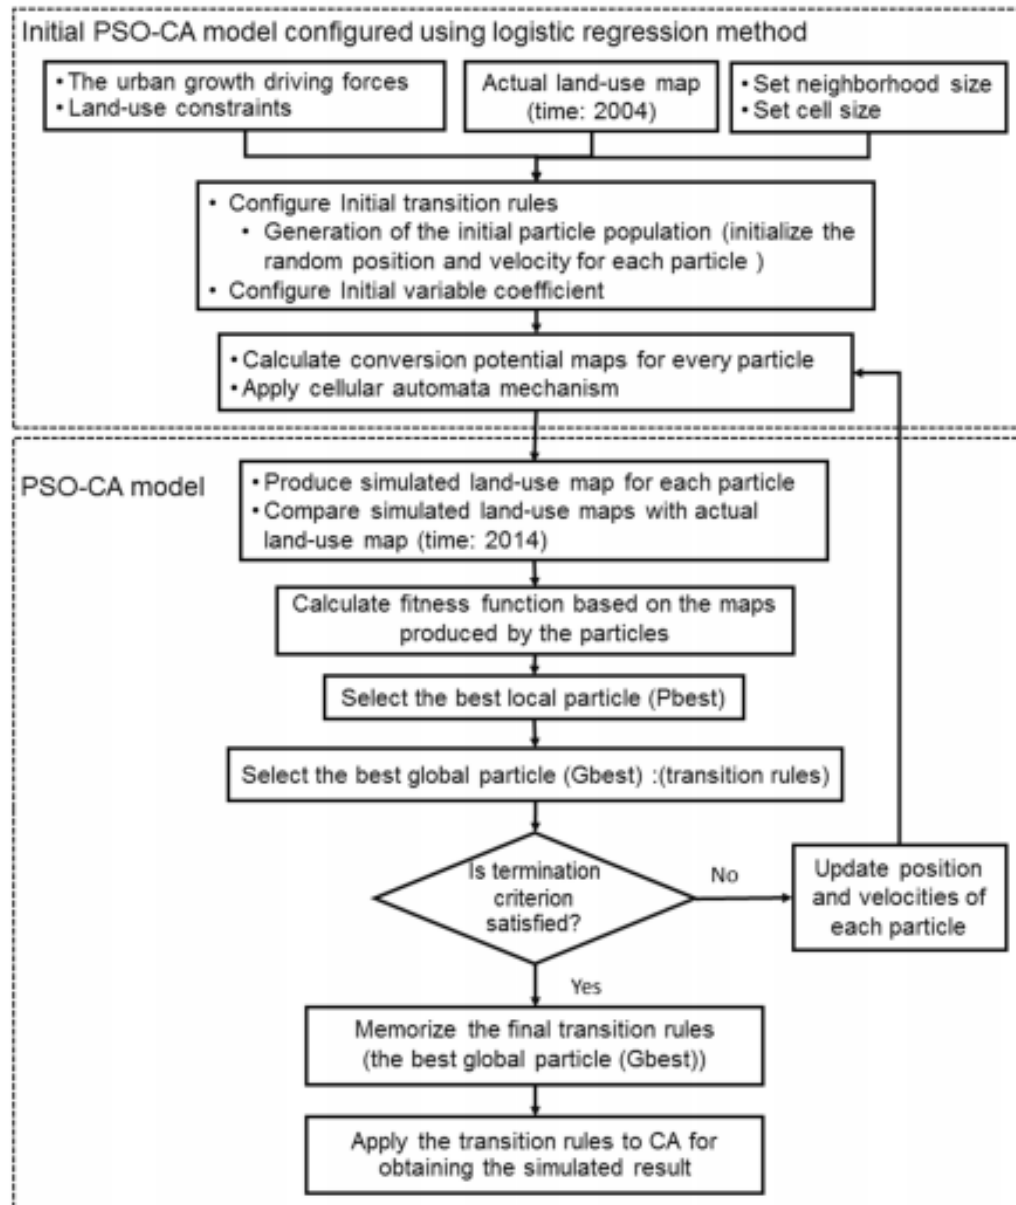 Initial PSO-CA model configured using logistic regression method
• The urban growth driving forces
• Land-use constraints
Actual land-use map
(time: 2004)
• Set neighborhood size
• Set cell size
• Configure Initial transition rules
• Generation of the initial particle population (initialize the
random position and velocity for each particle )
• Configure Initial variable coefficient
• Calculate conversion potential maps for every particle
• Apply cellular automata mechanism
PSO-CA model
• Produce simulated land-use map for each particle
• Compare simulated land-use maps with actual
land-use map (time: 2014)
Calculate fitness function based on the maps
produced by the particles
Select the best local particle (Pbest)
Select the best global particle (Gbest) :(transition rules)
Is termination
criterion
satisfied?
No
Update position
and velocities of
each particle
Yes
Memorize the final transition rules
(the best global particle (Gbest))
Apply the transition rules to CA for
obtaining the simulated result